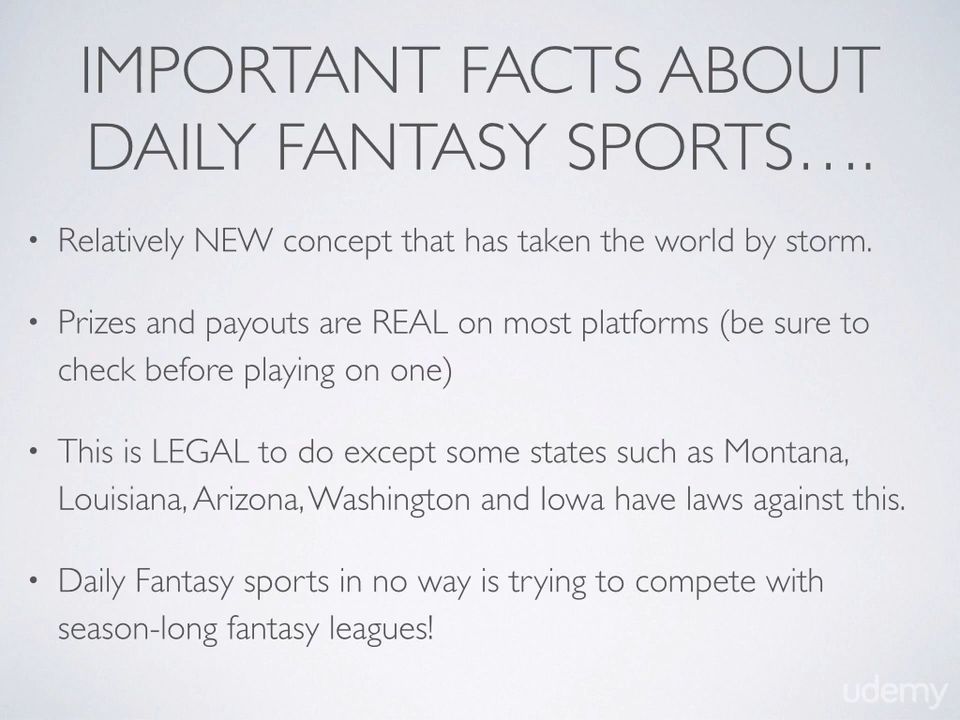 IMPORTANT FACTS ABOUT
DAILY FANTASY SPORTS….
• Relatively NEW concept that has taken the world by storm.
• Prizes and payouts are REAL on most platforms (be sure to
check before playing on one)
• This is LEGAL to do except some states such as Montana,
Louisiana, Arizona, Washington and Iowa have laws against this.
• Daily Fantasy sports in no way is trying to compete with
season-long fantasy leagues!
udemy